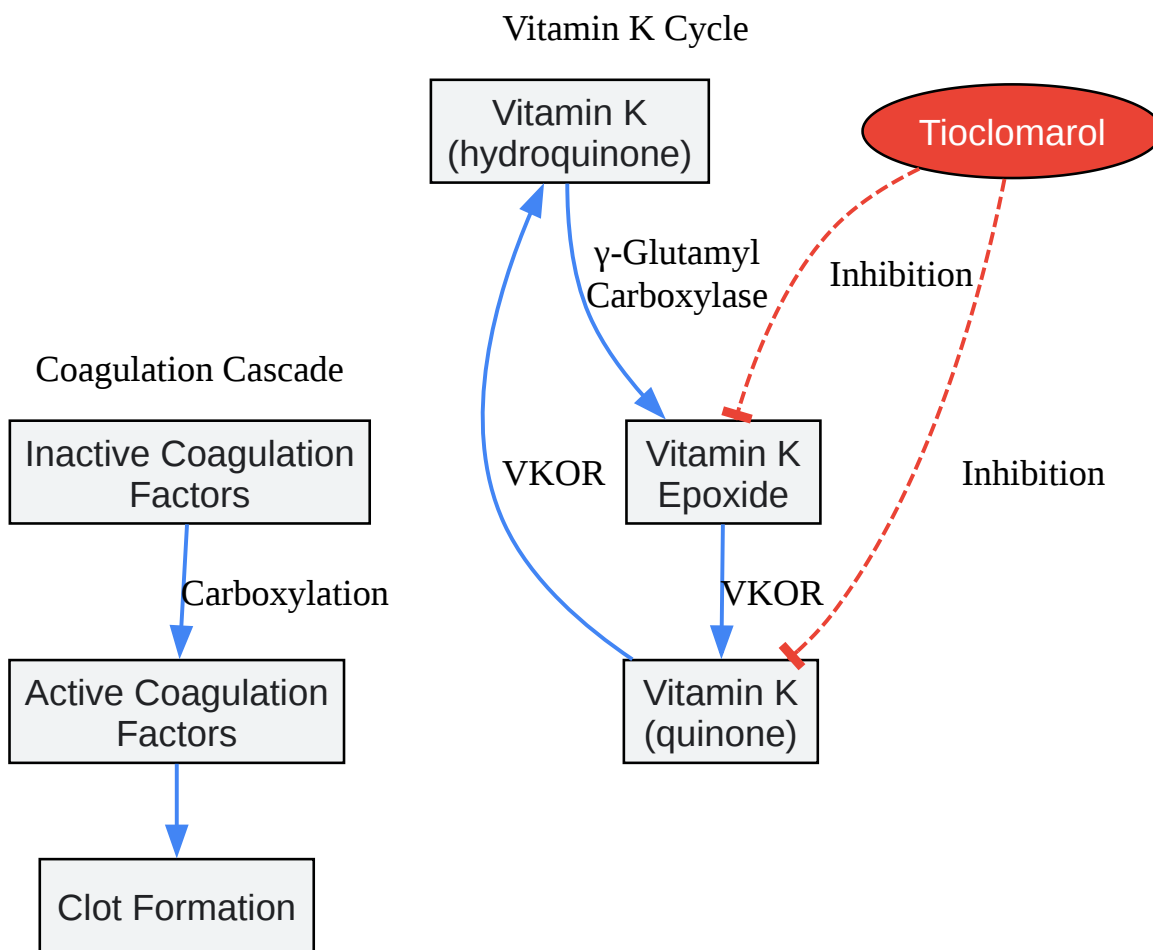 Vitamin K Cycle
Vitamin K
(hydroquinone)
Tioclomarol
γ-Glutamyl
Carboxylase
Inhibition
Coagulation Cascade
Inactive Coagulation
Factors
VKOR
Vitamin K
Epoxide
Inhibition
Carboxylation
VKOR
Active Coagulation
Factors
Vitamin K
(quinone)
Clot Formation